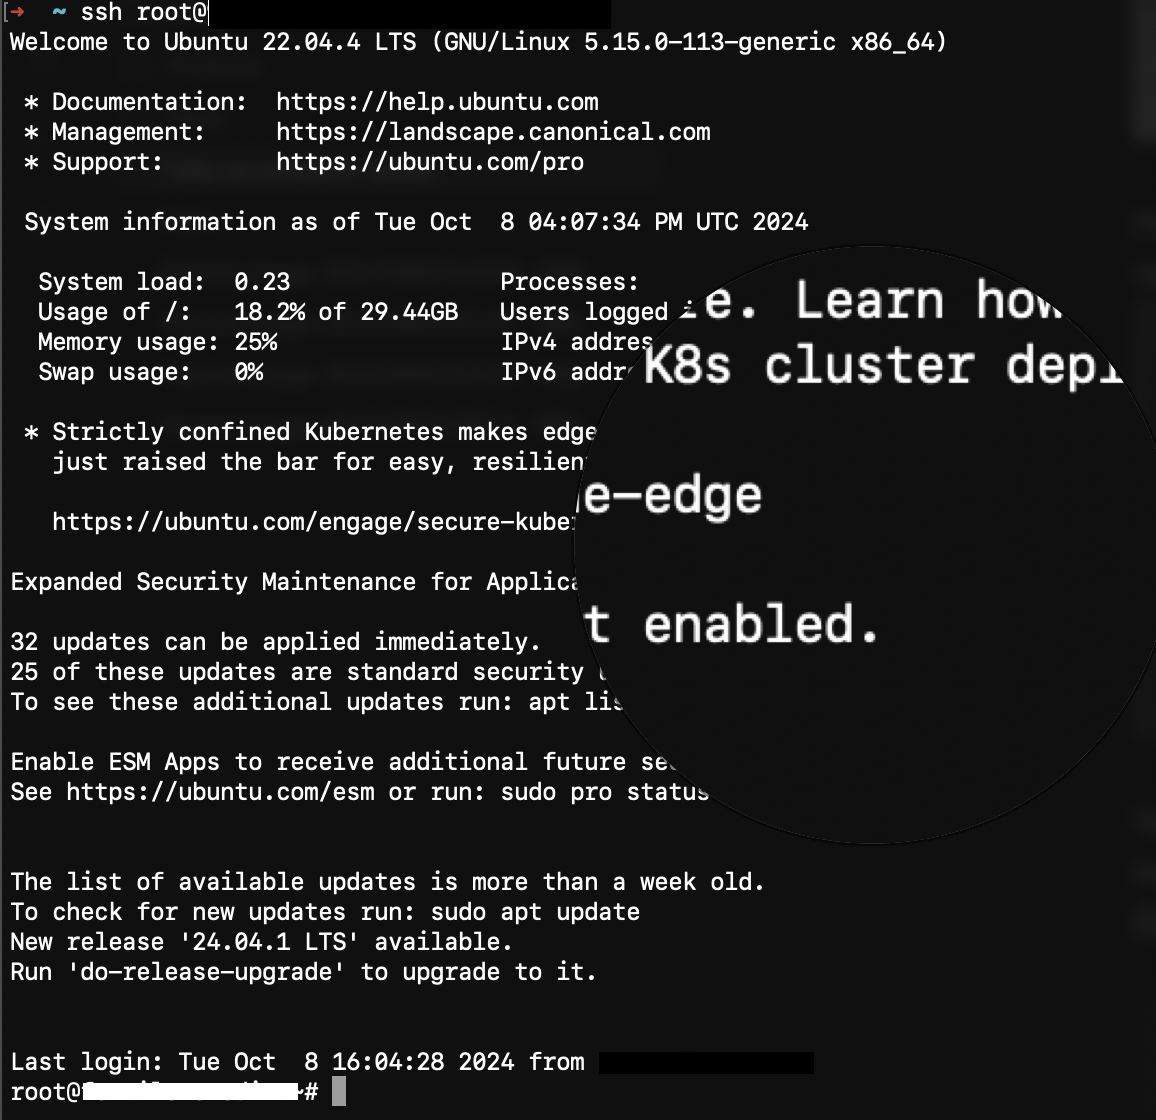 ➜ ~ ssh root@
Welcome to Ubuntu 22.04.4 LTS (GNU/Linux 5.15.0-113-generic x86_64)
* Documentation: https://help.ubuntu.com
* Management: https://landscape.canonical.com
* Support: https://ubuntu.com/pro
System information as of Tue Oct 8 04:07:34 PM UTC 2024
System load: 0.23 Processes:
Usage of /: 18.2% of 29.44GB Users logged
Memory usage: 25% IPv4 addres
Swap usage: 0% IPv6 addr
e. Learn how
K8s cluster depl
e-edge
t enabled.
* Strictly confined Kubernetes makes edge
just raised the bar for easy, resilien
https://ubuntu.com/engage/secure-kube
Expanded Security Maintenance for Applic
32 updates can be applied immediately.
25 of these updates are standard security
To see these additional updates run: apt lis
Enable ESM Apps to receive additional future se
See https://ubuntu.com/esm or run: sudo pro status
The list of available updates is more than a week old.
To check for new updates run: sudo apt update
New release '24.04.1 LTS' available.
Run 'do-release-upgrade' to upgrade to it.
Last login: Tue Oct 8 16:04:28 2024 from
root@ ~#